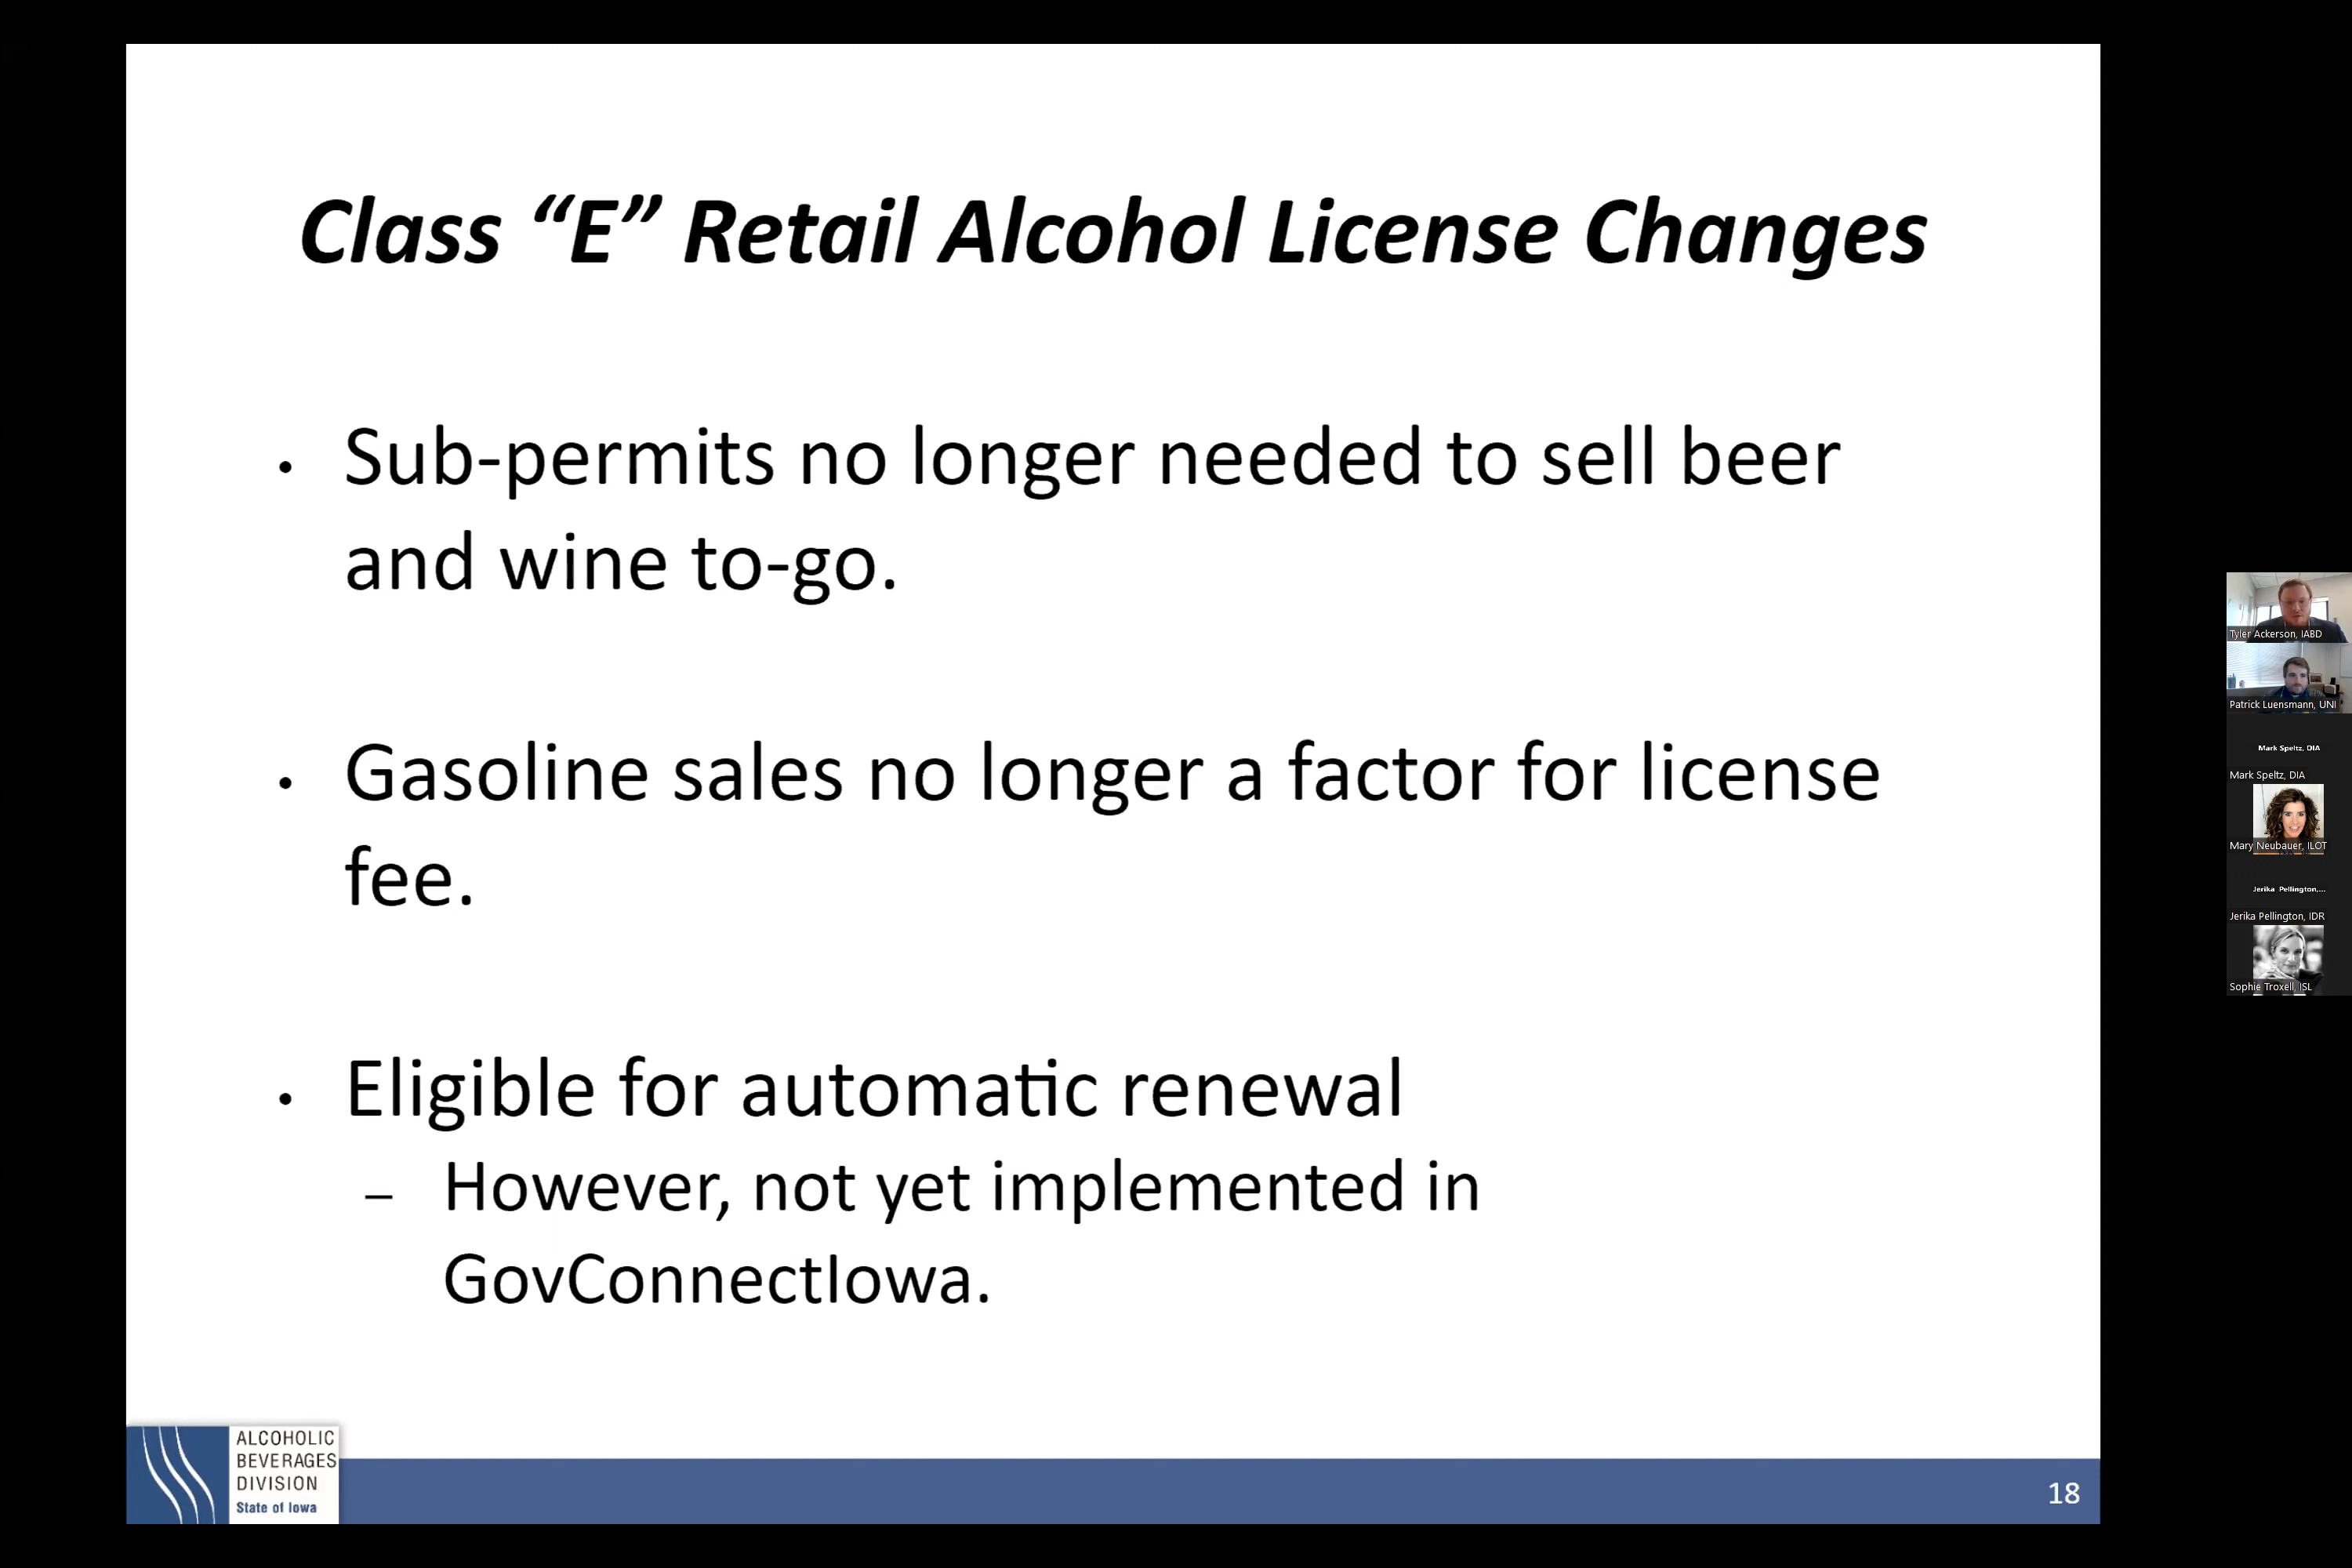 Class “E” Retail Alcohol License Changes
• Sub-permits no longer needed to sell beer
and wine to-go.
• Gasoline sales no longer a factor for license
fee.
• Eligible for automatic renewal
– However, not yet implemented in
GovConnectIowa.
ALCOHOLIC
BEVERAGES
DIVISION
State of Iowa
18
Tyler Ackerson, IABD
Patrick Luensmann, UNI
Mark Speltz, DIA
Mark Speltz, DIA
Mary Neubauer, ILOT
Jerika Pellington,...
Jerika Pellington, IDR
Sophie Troxell, ISL